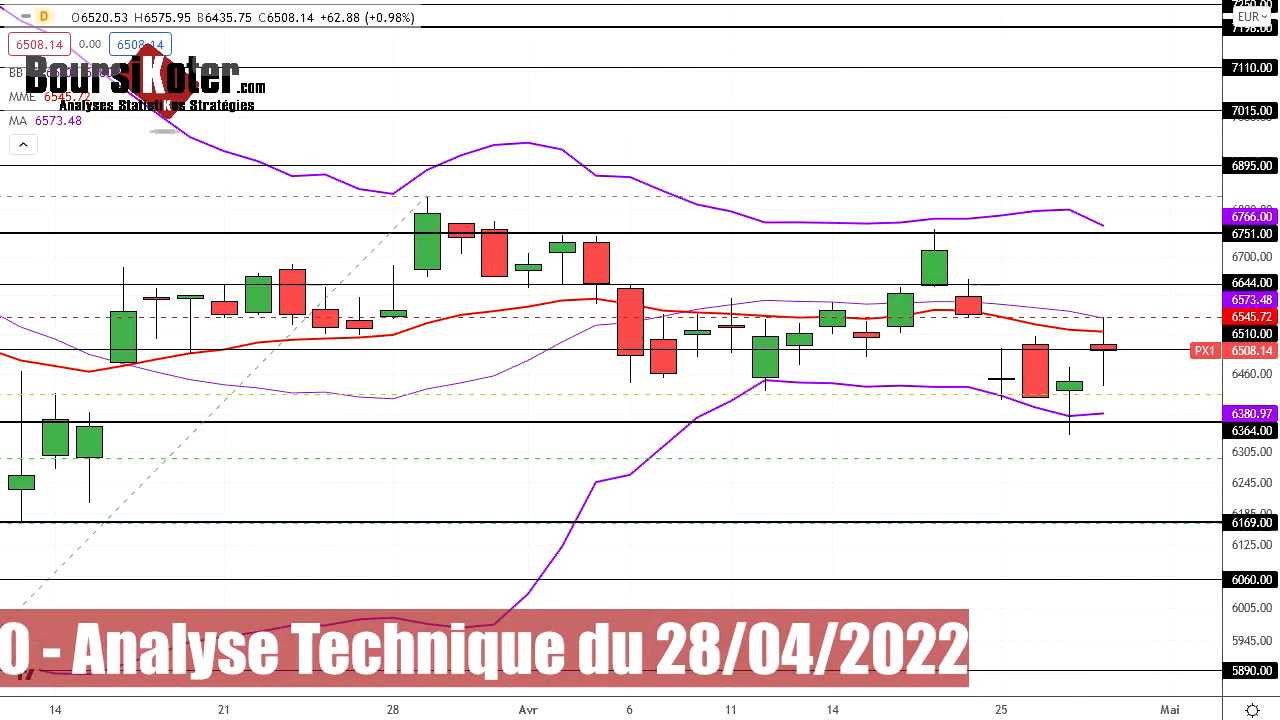 D O6520.53 H6575.95 B6435.75 C6508.14 +62.88 (+0.98%)
6508.14 0.00 6508.14
BoursiKoter.com
Analyses StatistiKes Stratégies
BB
MME 6545.72
MA 6573.48
EUR
7110.00
7015.00
6895.00
6766.00
6751.00
6700.00
6644.00
6573.48
6545.72
6510.00
PX1 6508.14
6460.00
6380.97
6364.00
6305.00
6245.00
6185.00
6169.00
6125.00
6060.00
6005.00
5945.00
5890.00
O - Analyse Technique du 28/04/2022
14 21 28 Avr 6 11 14 25 Mai